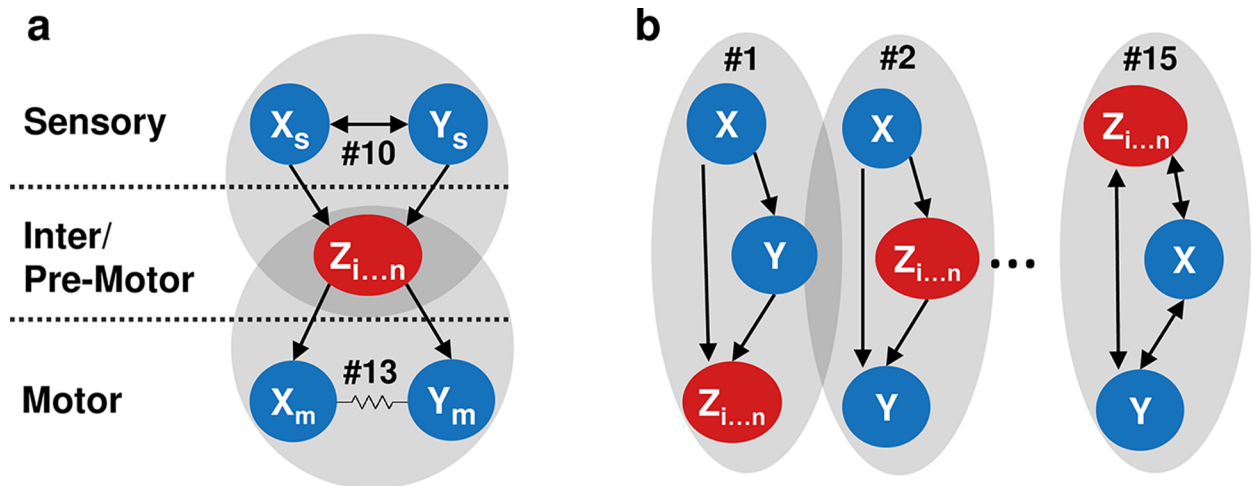 a
Sensory
Xs
Ys
#10
Inter/
Pre-Motor
Zi...n
Motor
#13
Xm
Ym
b
#1
X
Y
Zi...n
#2
X
Zi...n
Y
...
#15
Zi...n
X
Y